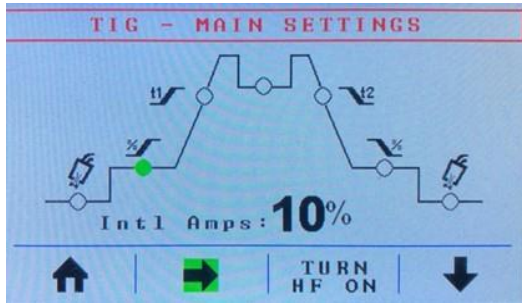 TIG - MAIN SETTINGS
t1
t2
%
%
Intl Amps: 10%
TURN
HF ON